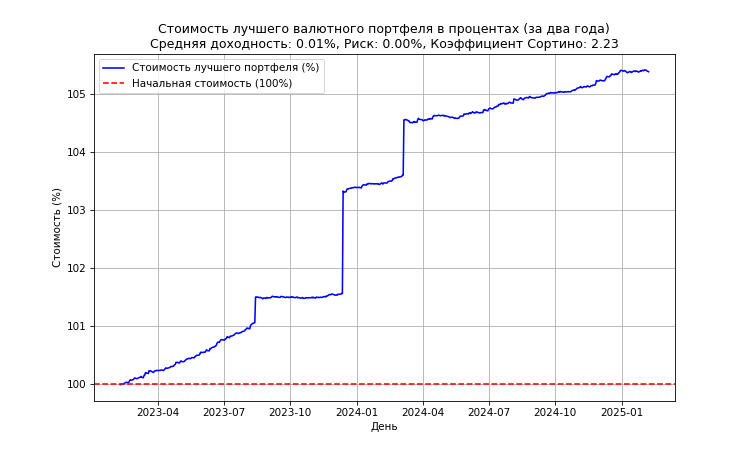 Стоимость лучшего валютного портфеля в процентах (за два года)
Средняя доходность: 0.01%, Риск: 0.00%, Коэффициент Сортино: 2.23
Стоимость лучшего портфеля (%)
Начальная стоимость (100%)
Стоимость (%)
105
104
103
102
101
100
2023-04 2023-07 2023-10 2024-01 2024-04 2024-07 2024-10 2025-01
День